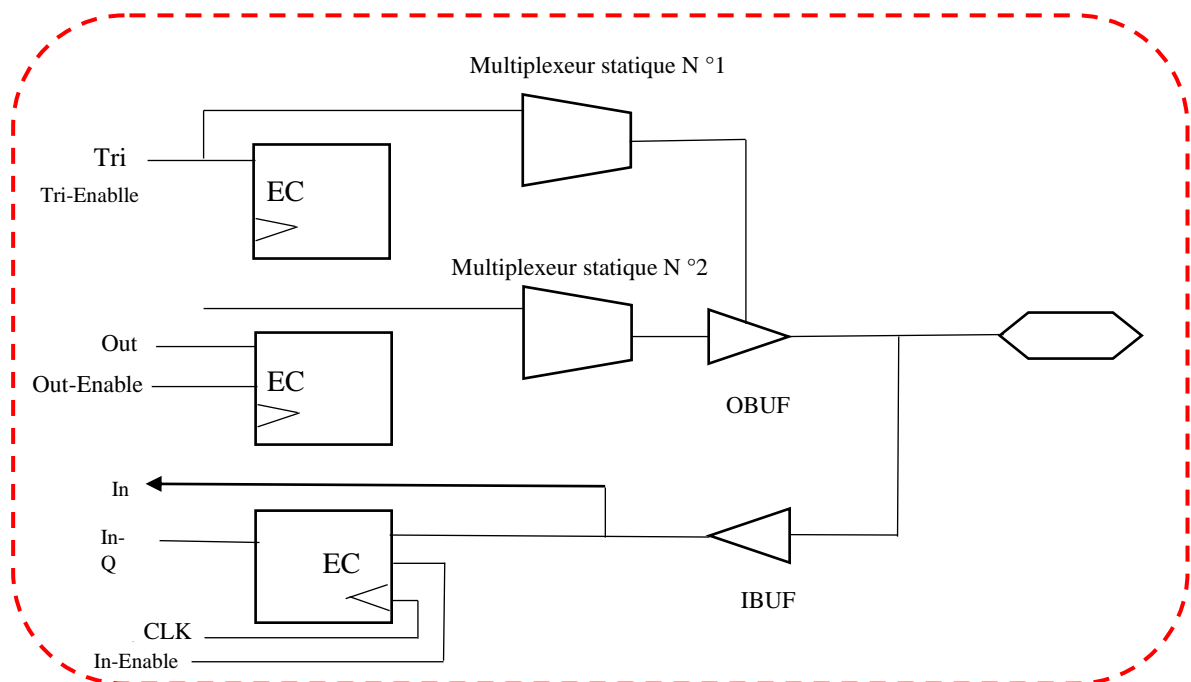 Multiplexeur statique N °1
Tri
Tri-Enablle
EC
Multiplexeur statique N °2
Out
Out-Enable
EC
OBUF
In
In-
Q
EC
IBUF
CLK
In-Enable